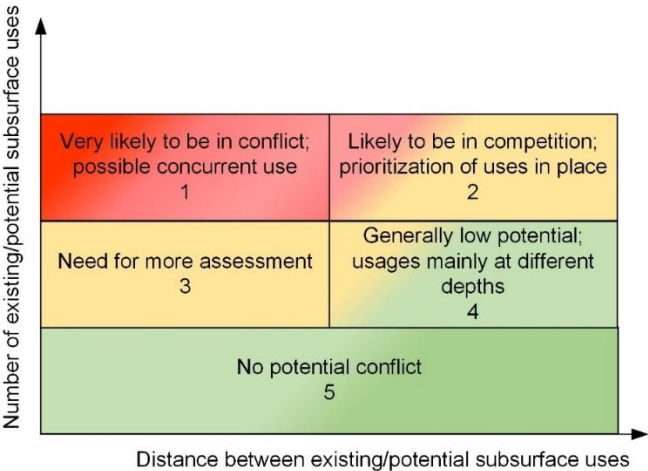 Number of existing/potential subsurface uses
Very likely to be in conflict;
possible concurrent use
1
Likely to be in competition;
prioritization of uses in place
2
Need for more assessment
3
Generally low potential;
usages mainly at different
depths
4
No potential conflict
5
Distance between existing/potential subsurface uses